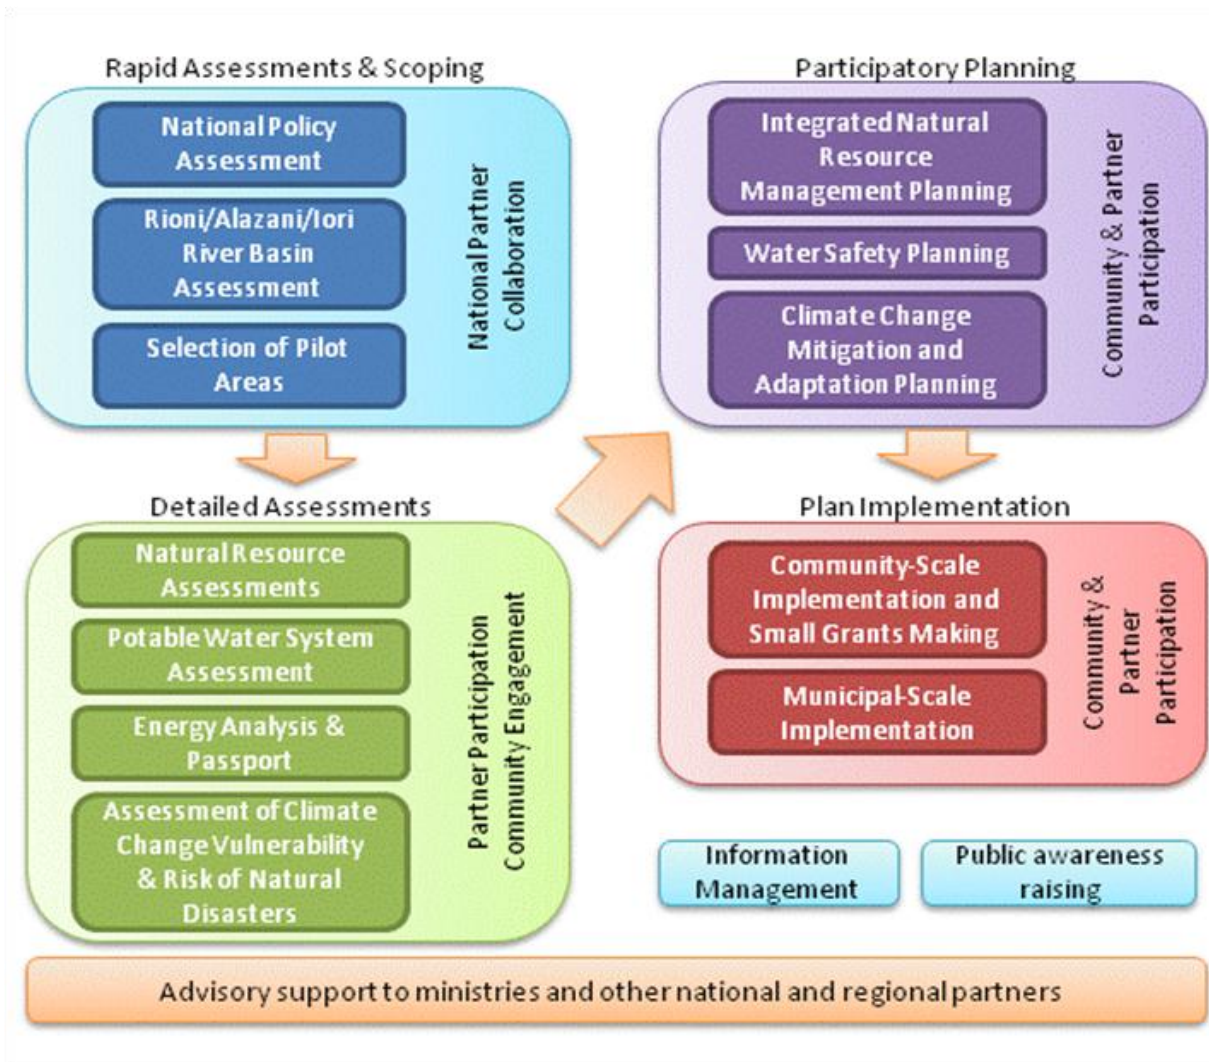 Rapid Assessments & Scoping
National Policy
Assessment
Rioni/Alazani/Iori
River Basin
Assessment
Selection of Pilot
Areas
National Partner
Collaboration
Detailed Assessments
Natural Resource
Assessments
Potable Water System
Assessment
Energy Analysis &
Passport
Assessment of Climate
Change Vulnerability
& Risk of Natural
Disasters
Partner Participation
Community Engagement
Participatory Planning
Integrated Natural
Resource
Management Planning
Water Safety Planning
Climate Change
Mitigation and
Adaptation Planning
Community & Partner
Participation
Plan Implementation
Community-Scale
Implementation and
Small Grants Making
Municipal-Scale
Implementation
Community &
Partner
Participation
Information
Management
Public awareness
raising
Advisory support to ministries and other national and regional partners